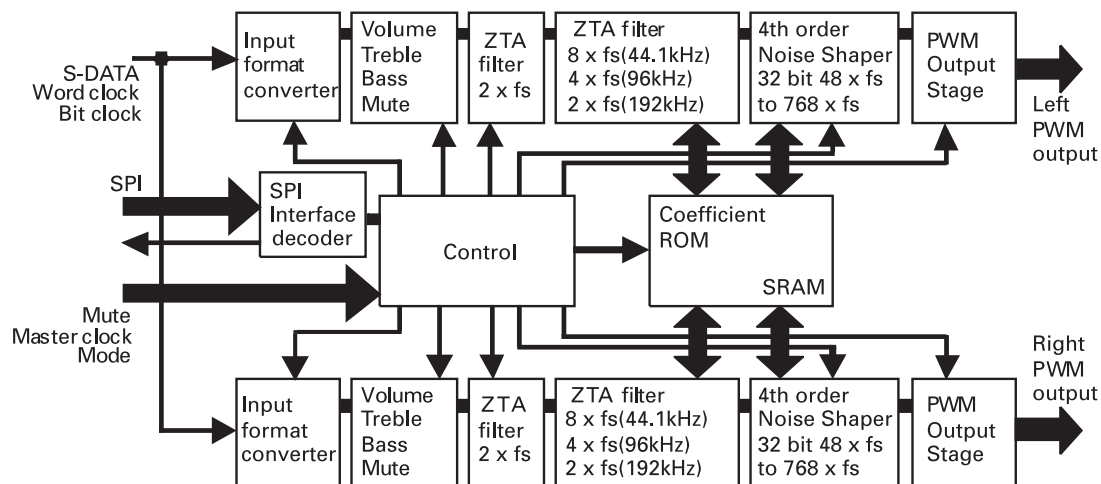 S-DATA
Word clock
Bit clock
Input
format
converter
Volume
Treble
Bass
Mute
ZTA
filter
2 x fs
ZTA filter
8 x fs(44.1kHz)
4 x fs(96kHz)
2 x fs(192kHz)
4th order
Noise Shaper
32 bit 48 x fs
to 768 x fs
PWM
Output
Stage
Left
PWM
output
SPI
SPI
Interface
decoder
Control
Coefficient
ROM
SRAM
Mute
Master clock
Mode
Input
format
converter
Volume
Treble
Bass
Mute
ZTA
filter
2 x fs
ZTA filter
8 x fs(44.1kHz)
4 x fs(96kHz)
2 x fs(192kHz)
4th order
Noise Shaper
32 bit 48 x fs
to 768 x fs
PWM
Output
Stage
Right
PWM
output